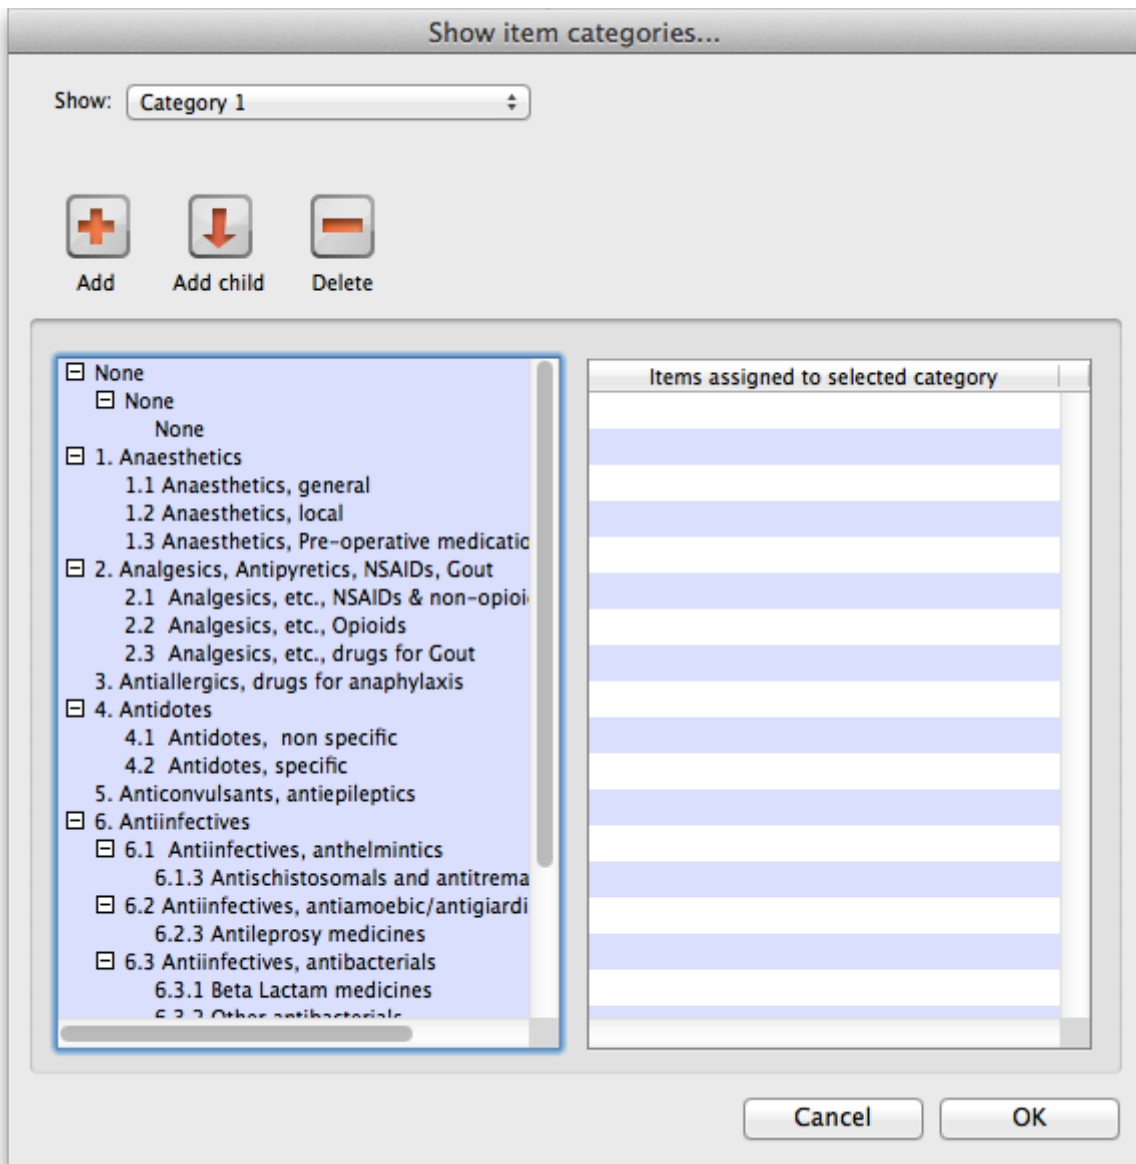 Show item categories...
Show: Category 1
Add Add child Delete
None
None
None
1. Anaesthetics
1.1 Anaesthetics, general
1.2 Anaesthetics, local
1.3 Anaesthetics, Pre-operative medicatio
2. Analgesics, Antipyretics, NSAIDs, Gout
2.1 Analgesics, etc., NSAIDs & non-opioi
2.2 Analgesics, etc., Opioids
2.3 Analgesics, etc., drugs for Gout
3. Antiallergics, drugs for anaphylaxis
4. Antidotes
4.1 Antidotes, non specific
4.2 Antidotes, specific
5. Anticonvulsants, antiepileptics
6. Antiinfectives
6.1 Antiinfectives, anthelmintics
6.1.3 Antischistosomals and antitrema
6.2 Antiinfectives, antiamoebic/antigiardi
6.2.3 Antileprosy medicines
6.3 Antiinfectives, antibacterials
6.3.1 Beta Lactam medicines
6.3.2 Other antibacterials
Items assigned to selected category
Cancel OK